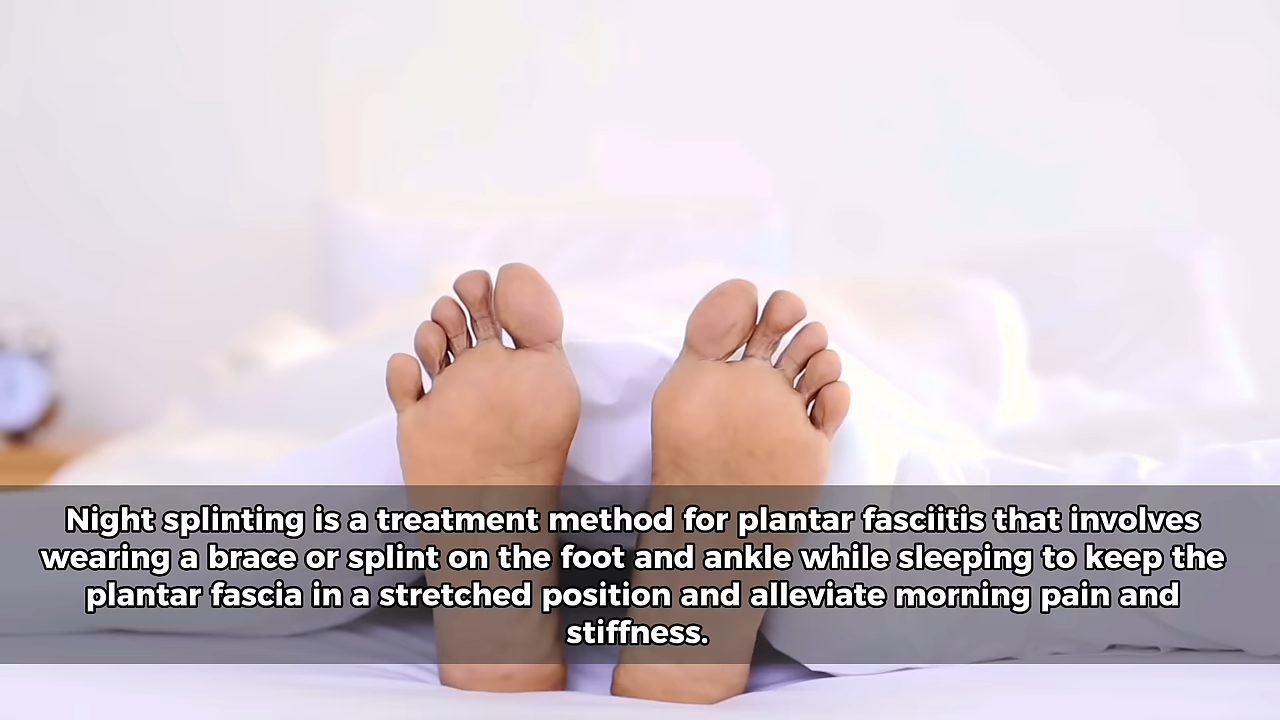 Night splinting is a treatment method for plantar fasciitis that involves
wearing a brace or splint on the foot and ankle while sleeping to keep the
plantar fascia in a stretched position and alleviate morning pain and
stiffness.